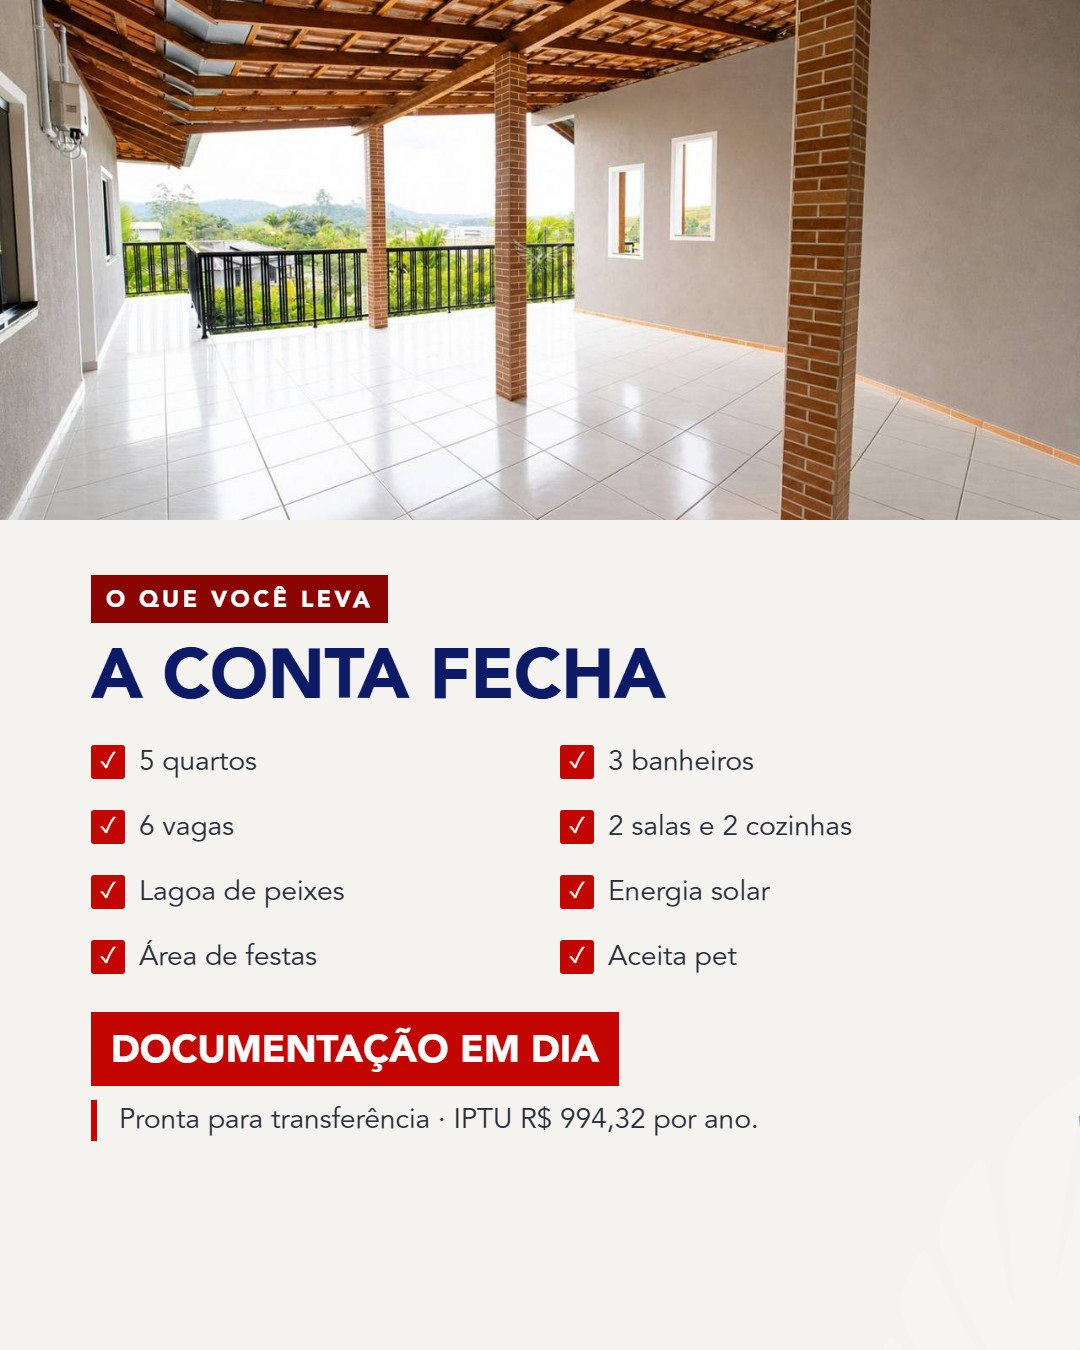 O QUE VOCÊ LEVA
A CONTA FECHA
✓ 5 quartos
✓ 3 banheiros
✓ 6 vagas
✓ 2 salas e 2 cozinhas
✓ Lagoa de peixes
✓ Energia solar
✓ Área de festas
✓ Aceita pet
DOCUMENTAÇÃO EM DIA
Pronta para transferência · IPTU R$ 994,32 por ano.